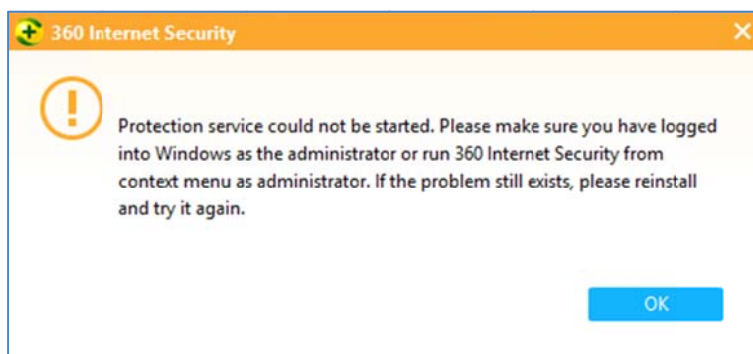 360 Internet Security
Protection service could not be started. Please make sure you have logged
into Windows as the administrator or run 360 Internet Security from
context menu as administrator. If the problem still exists, please reinstall
and try it again.
OK